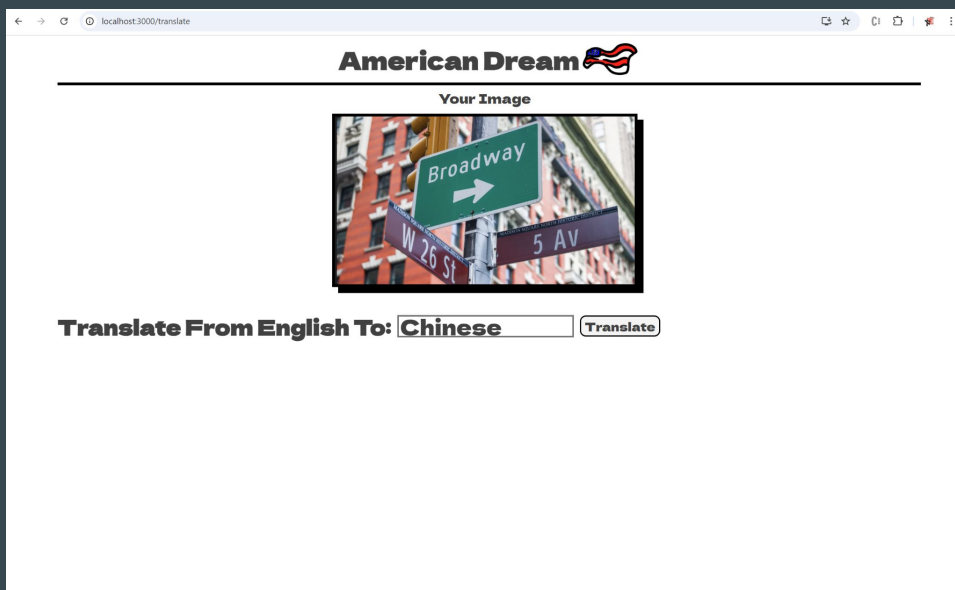 localhost:3000/translate
American Dream
Your Image
Broadway
W 26 St
5 Av
Translate From English To: Chinese Translate